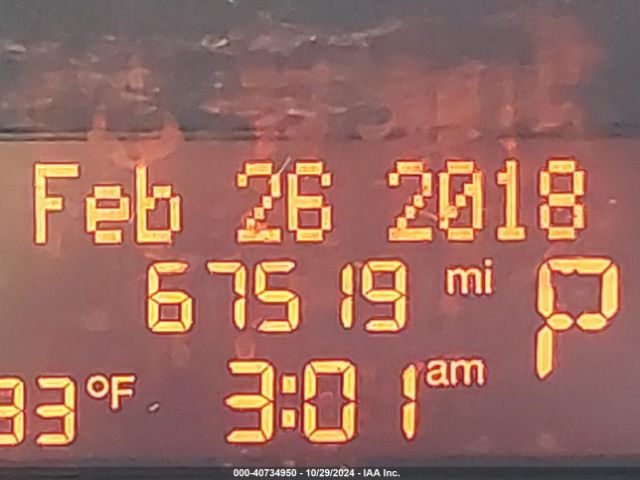 Feb 26 2018
67519 mi P
33°F 3:01 am
000-40734950 - 10/29/2024 - IAA Inc.